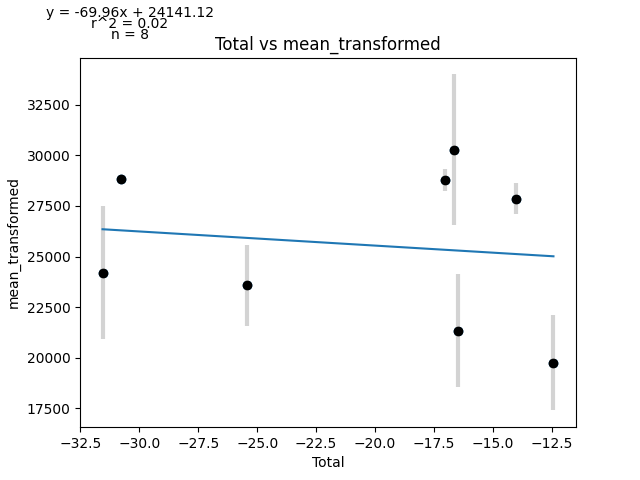 y = -69.96x + 24141.12
r^2 = 0.02
n = 8
Total vs mean_transformed
mean_transformed
32500
30000
27500
25000
22500
20000
17500
−32.5 −30.0 −27.5 −25.0 −22.5 −20.0 −17.5 −15.0 −12.5
Total